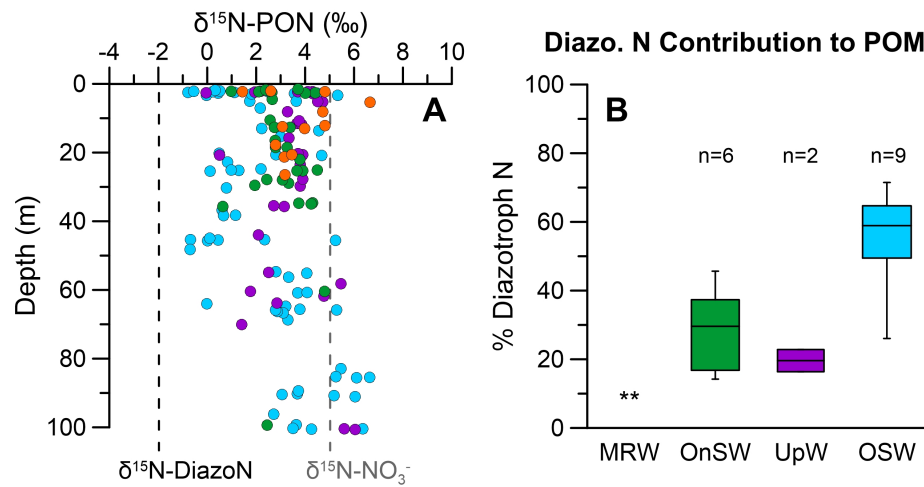 δ¹⁵N-PON (‰)
-4 -2 0 2 4 6 8 10
0
20
40
60
80
100
Depth (m)
A
δ¹⁵N-DiazoN
δ¹⁵N-NO₃⁻
Diazo. N Contribution to POM
B
100
80
60
40
20
0
% Diazotroph N
n=6 n=2 n=9
**
MRW OnSW UpW OSW